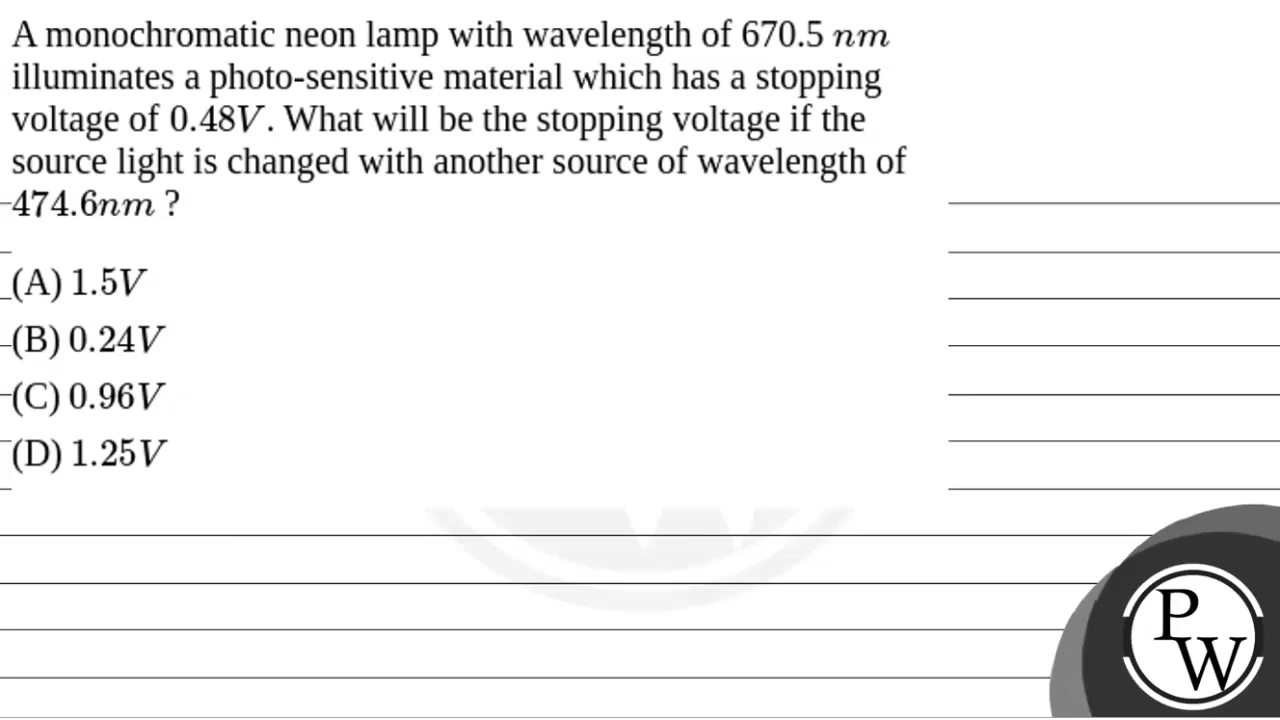 A monochromatic neon lamp with wavelength of 670.5 nm
illuminates a photo-sensitive material which has a stopping
voltage of 0.48V. What will be the stopping voltage if the
source light is changed with another source of wavelength of
474.6nm ?
(A) 1.5V
(B) 0.24V
(C) 0.96V
(D) 1.25V
P
W